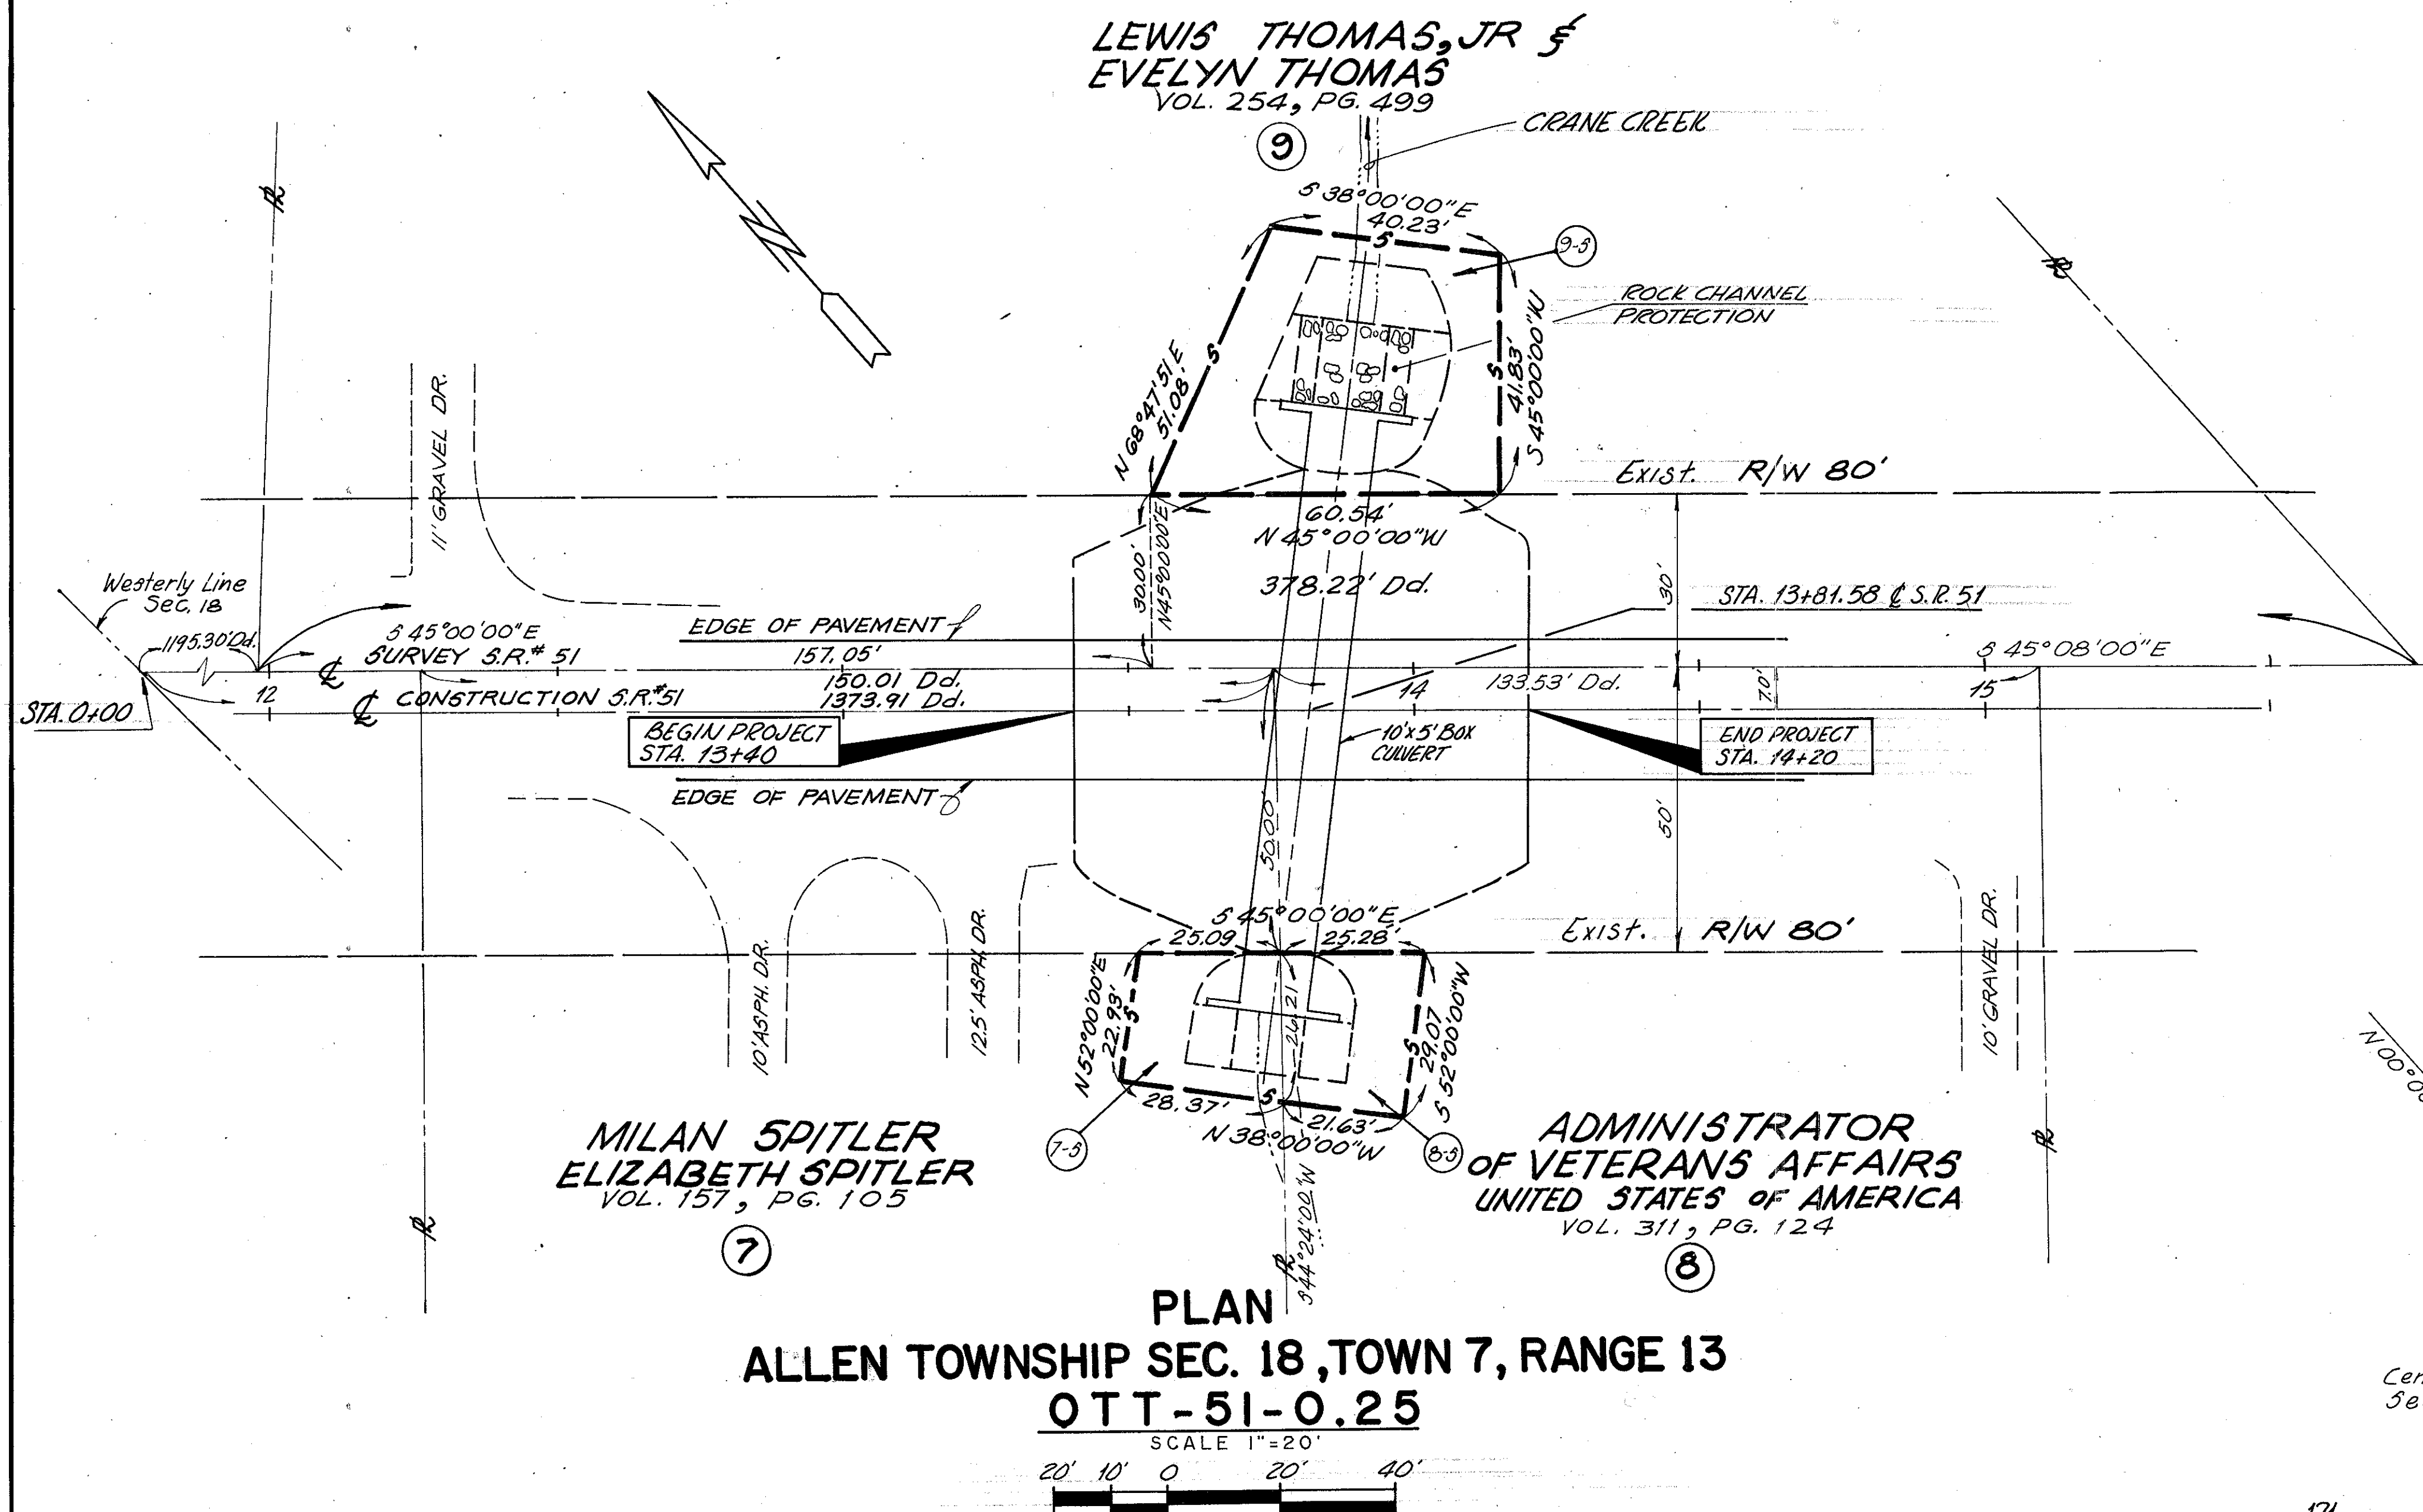 LEWIS THOMAS, JR &
EVELYN THOMAS
VOL. 254, PG. 499
9
CRANE CREEK
S 38°00'00" E
40.23'
S
9-S
ROCK CHANNEL
PROTECTION
N 68°47'51 E
51.08'
S
S
41.83'
S 45°00'00" W
11' GRAVEL DR.
Exist. R/W 80'
60.54'
N 45°00'00" W
30.00'
N45°00'00"E
378.22' Dd.
30'
STA. 13+81.58 ℄ S.R. 51
Westerly Line
Sec. 18
1195.30' Dd.
S 45°00'00" E
℄ SURVEY S.R.# 51
EDGE OF PAVEMENT
157.05'
150.01 Dd.
1373.91 Dd.
S 45°08'00" E
12
14
133.53' Dd.
15
7.0'
STA. 0+00
℄ CONSTRUCTION S.R.#51
BEGIN PROJECT
STA. 13+40
10'x5' BOX
CULVERT
END PROJECT
STA. 14+20
EDGE OF PAVEMENT
50.00
50'
S 45°00'00" E
25.09
25.28'
Exist. R/W 80'
10' ASPH. DR.
12.5' ASPH. DR.
10' GRAVEL DR.
N 52°00'00" E
22.93'
S
26.21
29.07
S
S 52°00'00" W
28.37'
S
21.63'
N 38°00'00" W
7-S
8-S
S 44°24'00 W
MILAN SPITLER
ELIZABETH SPITLER
VOL. 157, PG. 105
7
ADMINISTRATOR
OF VETERANS AFFAIRS
UNITED STATES OF AMERICA
VOL. 311, PG. 124
8
PLAN
ALLEN TOWNSHIP SEC. 18, TOWN 7, RANGE 13
OTT-51-0.25
SCALE 1"=20'
20' 10' 0 20' 40'